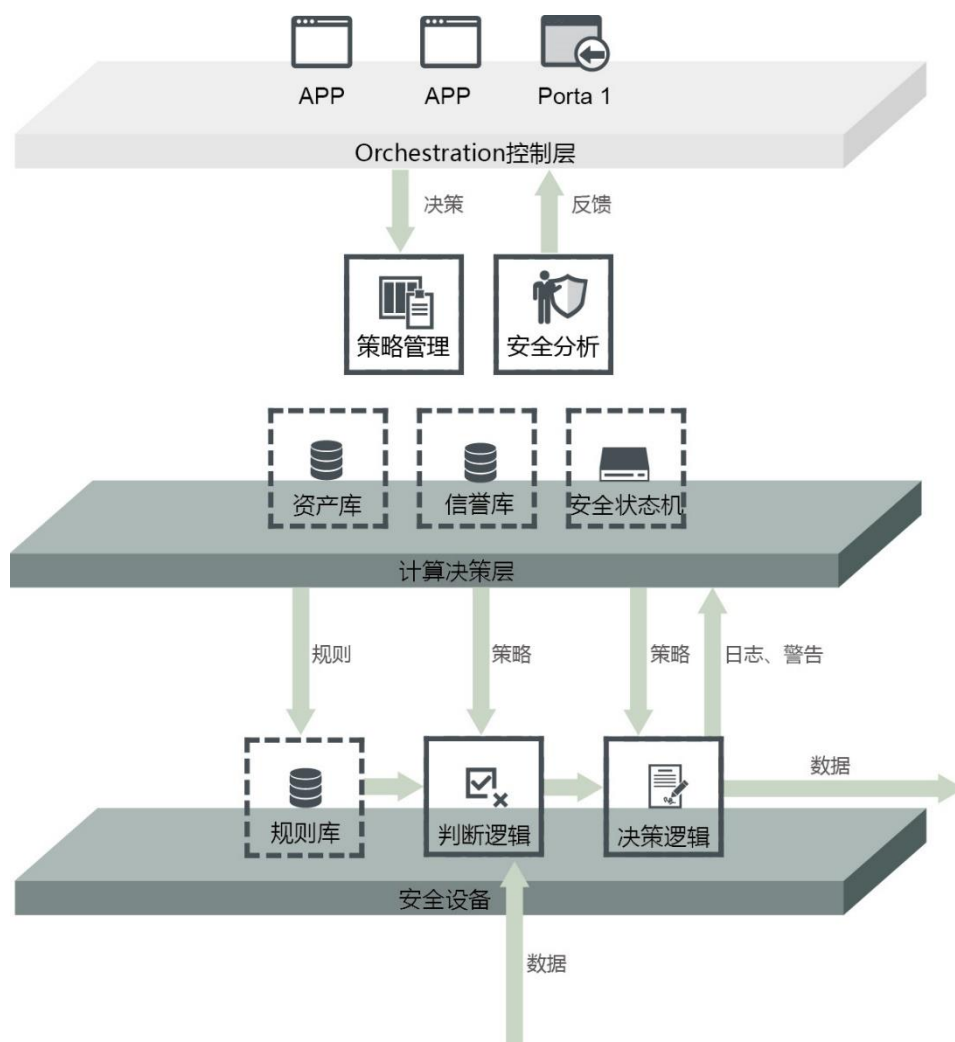 APP
APP
Porta 1
Orchestration控制层
决策
反馈
策略管理
安全分析
资产库
信誉库
安全状态机
计算决策层
规则
策略
策略
日志、警告
数据
规则库
判断逻辑
决策逻辑
安全设备
数据